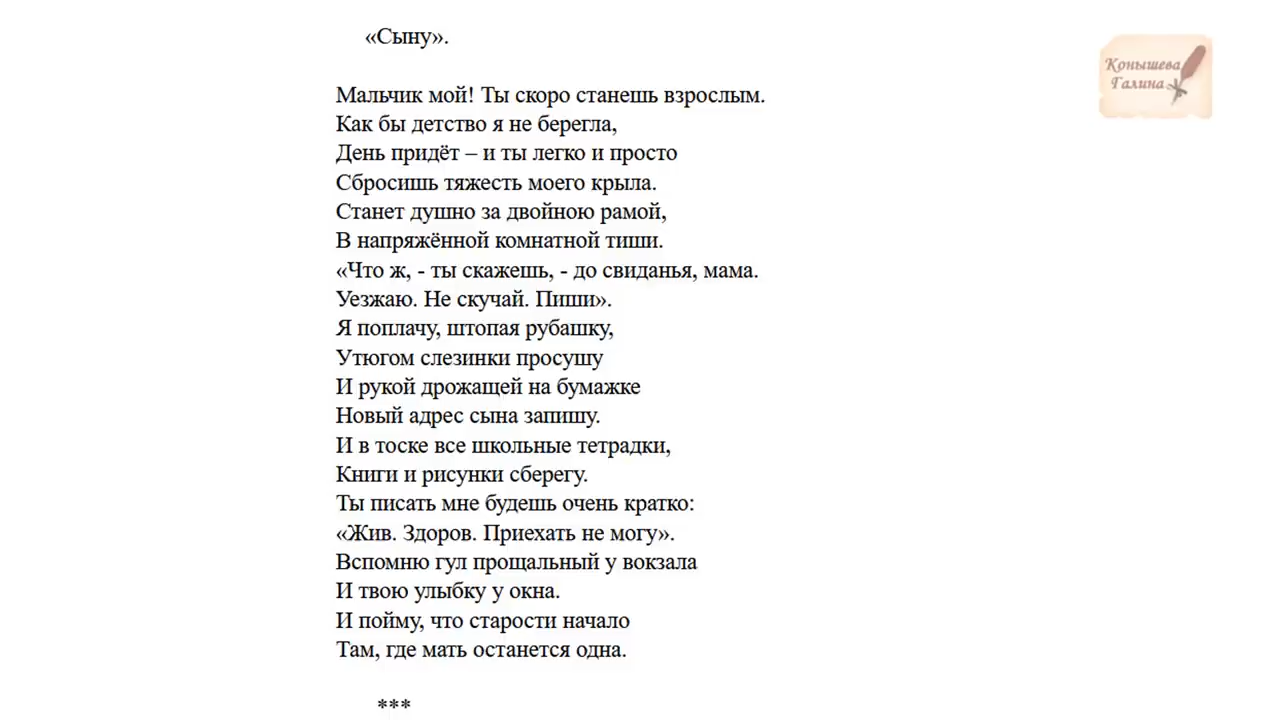 «Сыну».
Конышева
Галина
Мальчик мой! Ты скоро станешь взрослым.
Как бы детство я не берегла,
День придёт – и ты легко и просто
Сбросишь тяжесть моего крыла.
Станет душно за двойною рамой,
В напряжённой комнатной тиши.
«Что ж, - ты скажешь, - до свиданья, мама.
Уезжаю. Не скучай. Пиши».
Я поплачу, штопая рубашку,
Утюгом слезинки просушу
И рукой дрожащей на бумажке
Новый адрес сына запишу.
И в тоске все школьные тетрадки,
Книги и рисунки сберегу.
Ты писать мне будешь очень кратко:
«Жив. Здоров. Приехать не могу».
Вспомню гул прощальный у вокзала
И твою улыбку у окна.
И пойму, что старости начало
Там, где мать останется одна.
***